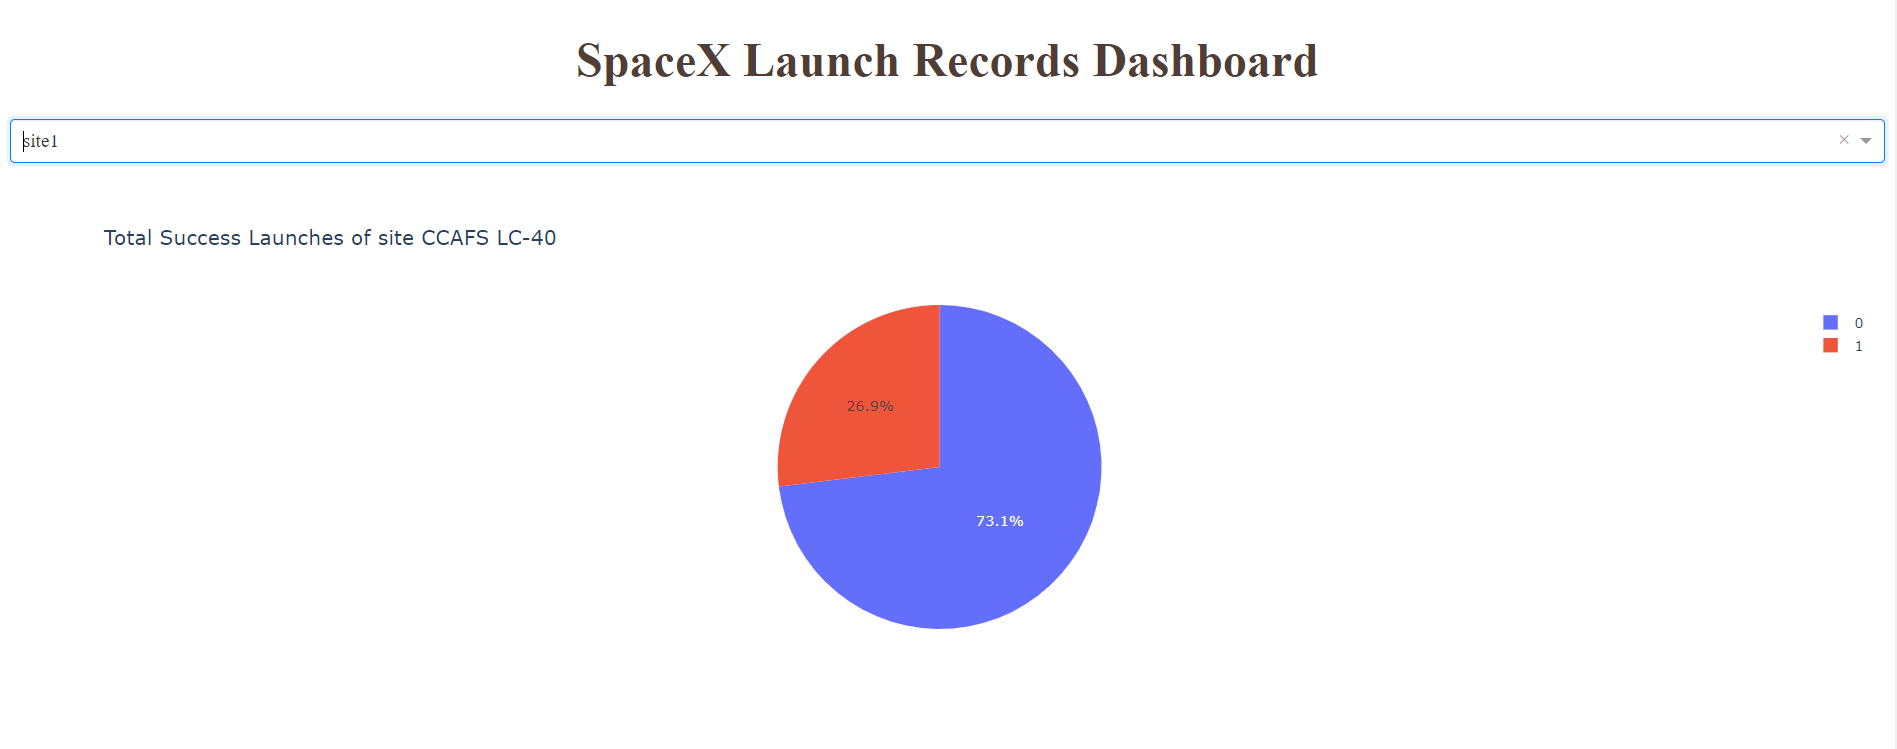 SpaceX Launch Records Dashboard
site1 ×
Total Success Launches of site CCAFS LC-40
0
1
26.9%
73.1%